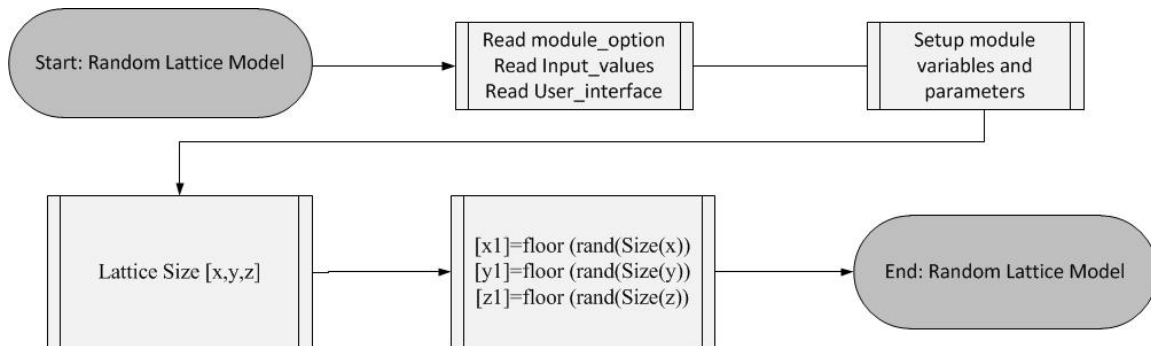 Start: Random Lattice Model
Read module_option
Read Input_values
Read User_interface
Setup module
variables and
parameters
Lattice Size [x,y,z]
[x1]=floor (rand(Size(x))
[y1]=floor (rand(Size(y))
[z1]=floor (rand(Size(z))
End: Random Lattice Model